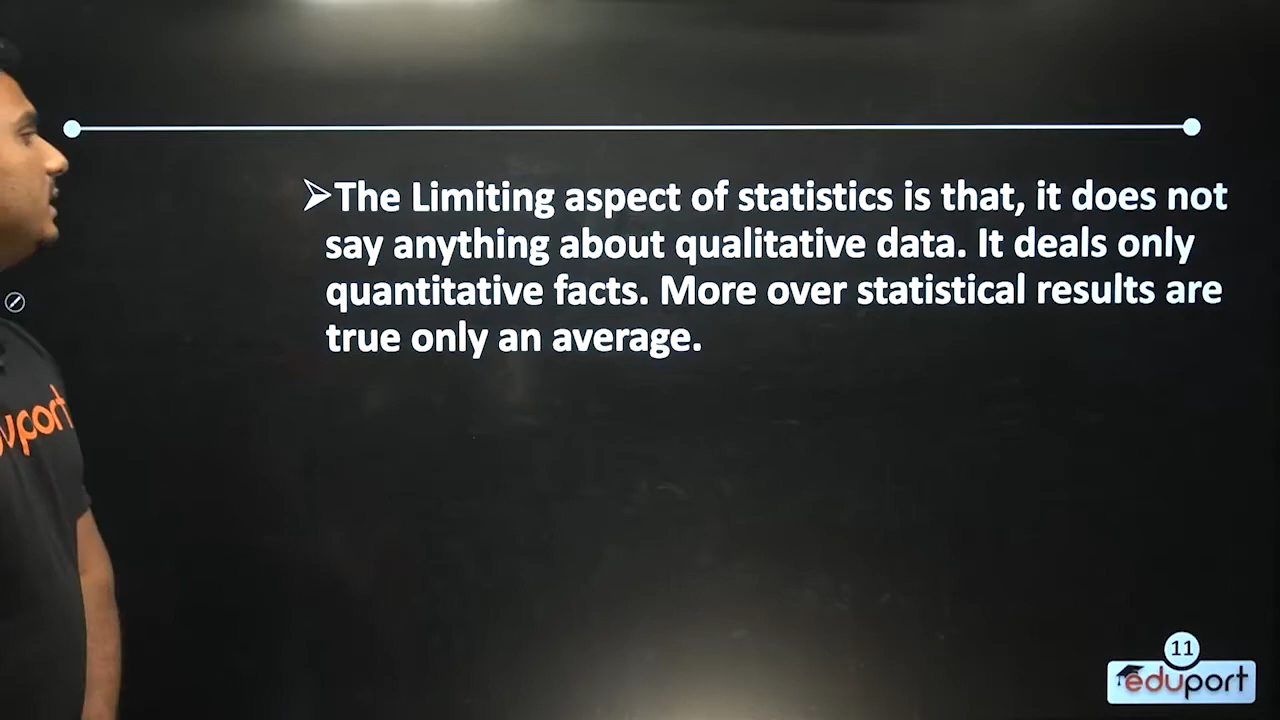 ➢The Limiting aspect of statistics is that, it does not
say anything about qualitative data. It deals only
quantitative facts. More over statistical results are
true only an average.
uport
11
eduport